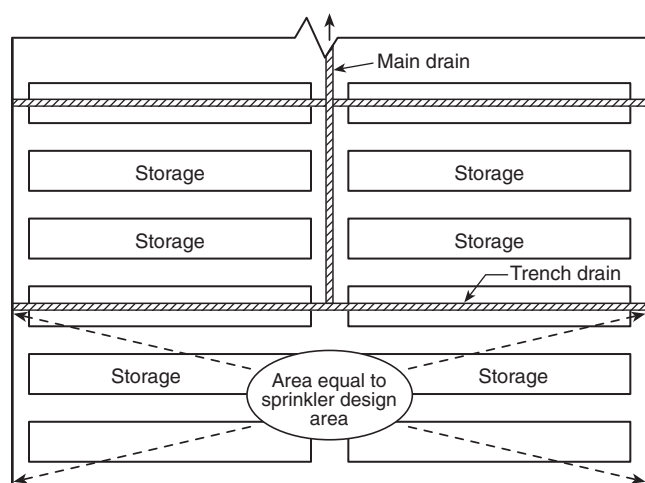 Main drain
Storage
Storage
Storage
Storage
Trench drain
Storage
Area equal to
sprinkler design
area
Storage